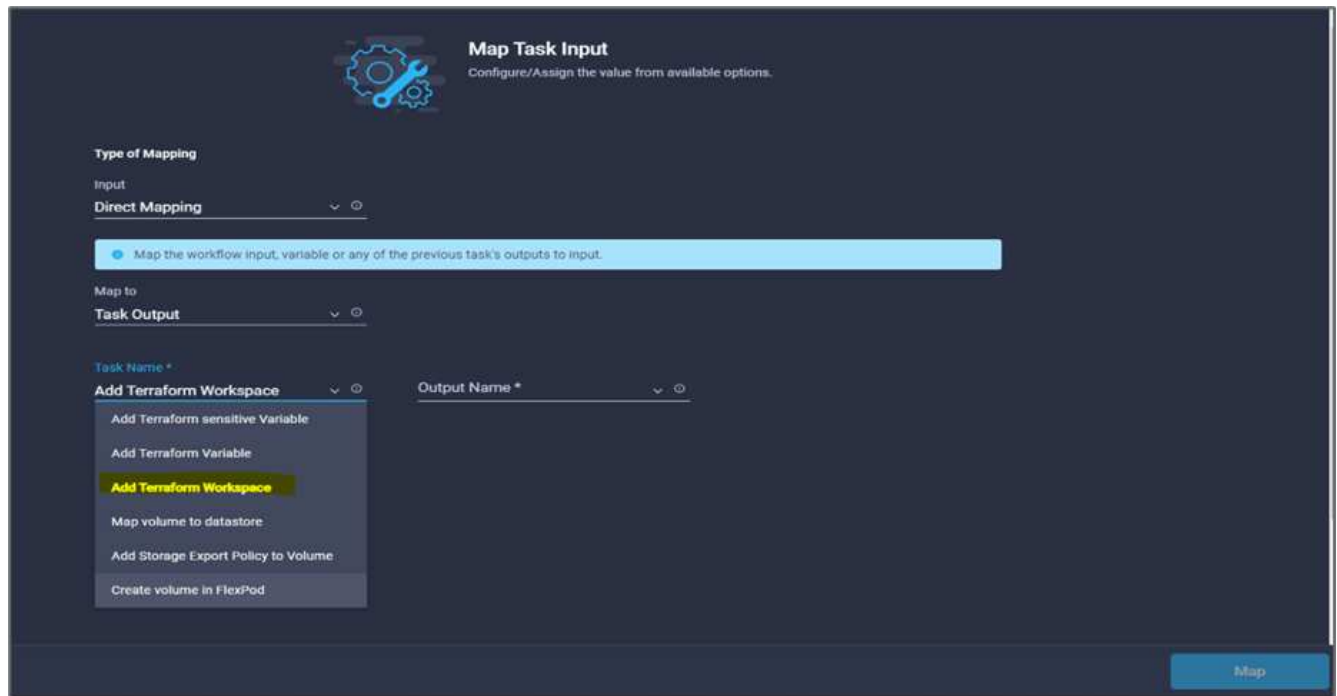 Map Task Input
Configure/Assign the value from available options.
Type of Mapping
Input
Direct Mapping
Map the workflow input, variable or any of the previous task's outputs to input.
Map to
Task Output
Task Name *
Add Terraform Workspace
Output Name *
Add Terraform sensitive Variable
Add Terraform Variable
Add Terraform Workspace
Map volume to datastore
Add Storage Export Policy to Volume
Create volume in FlexPod
Map